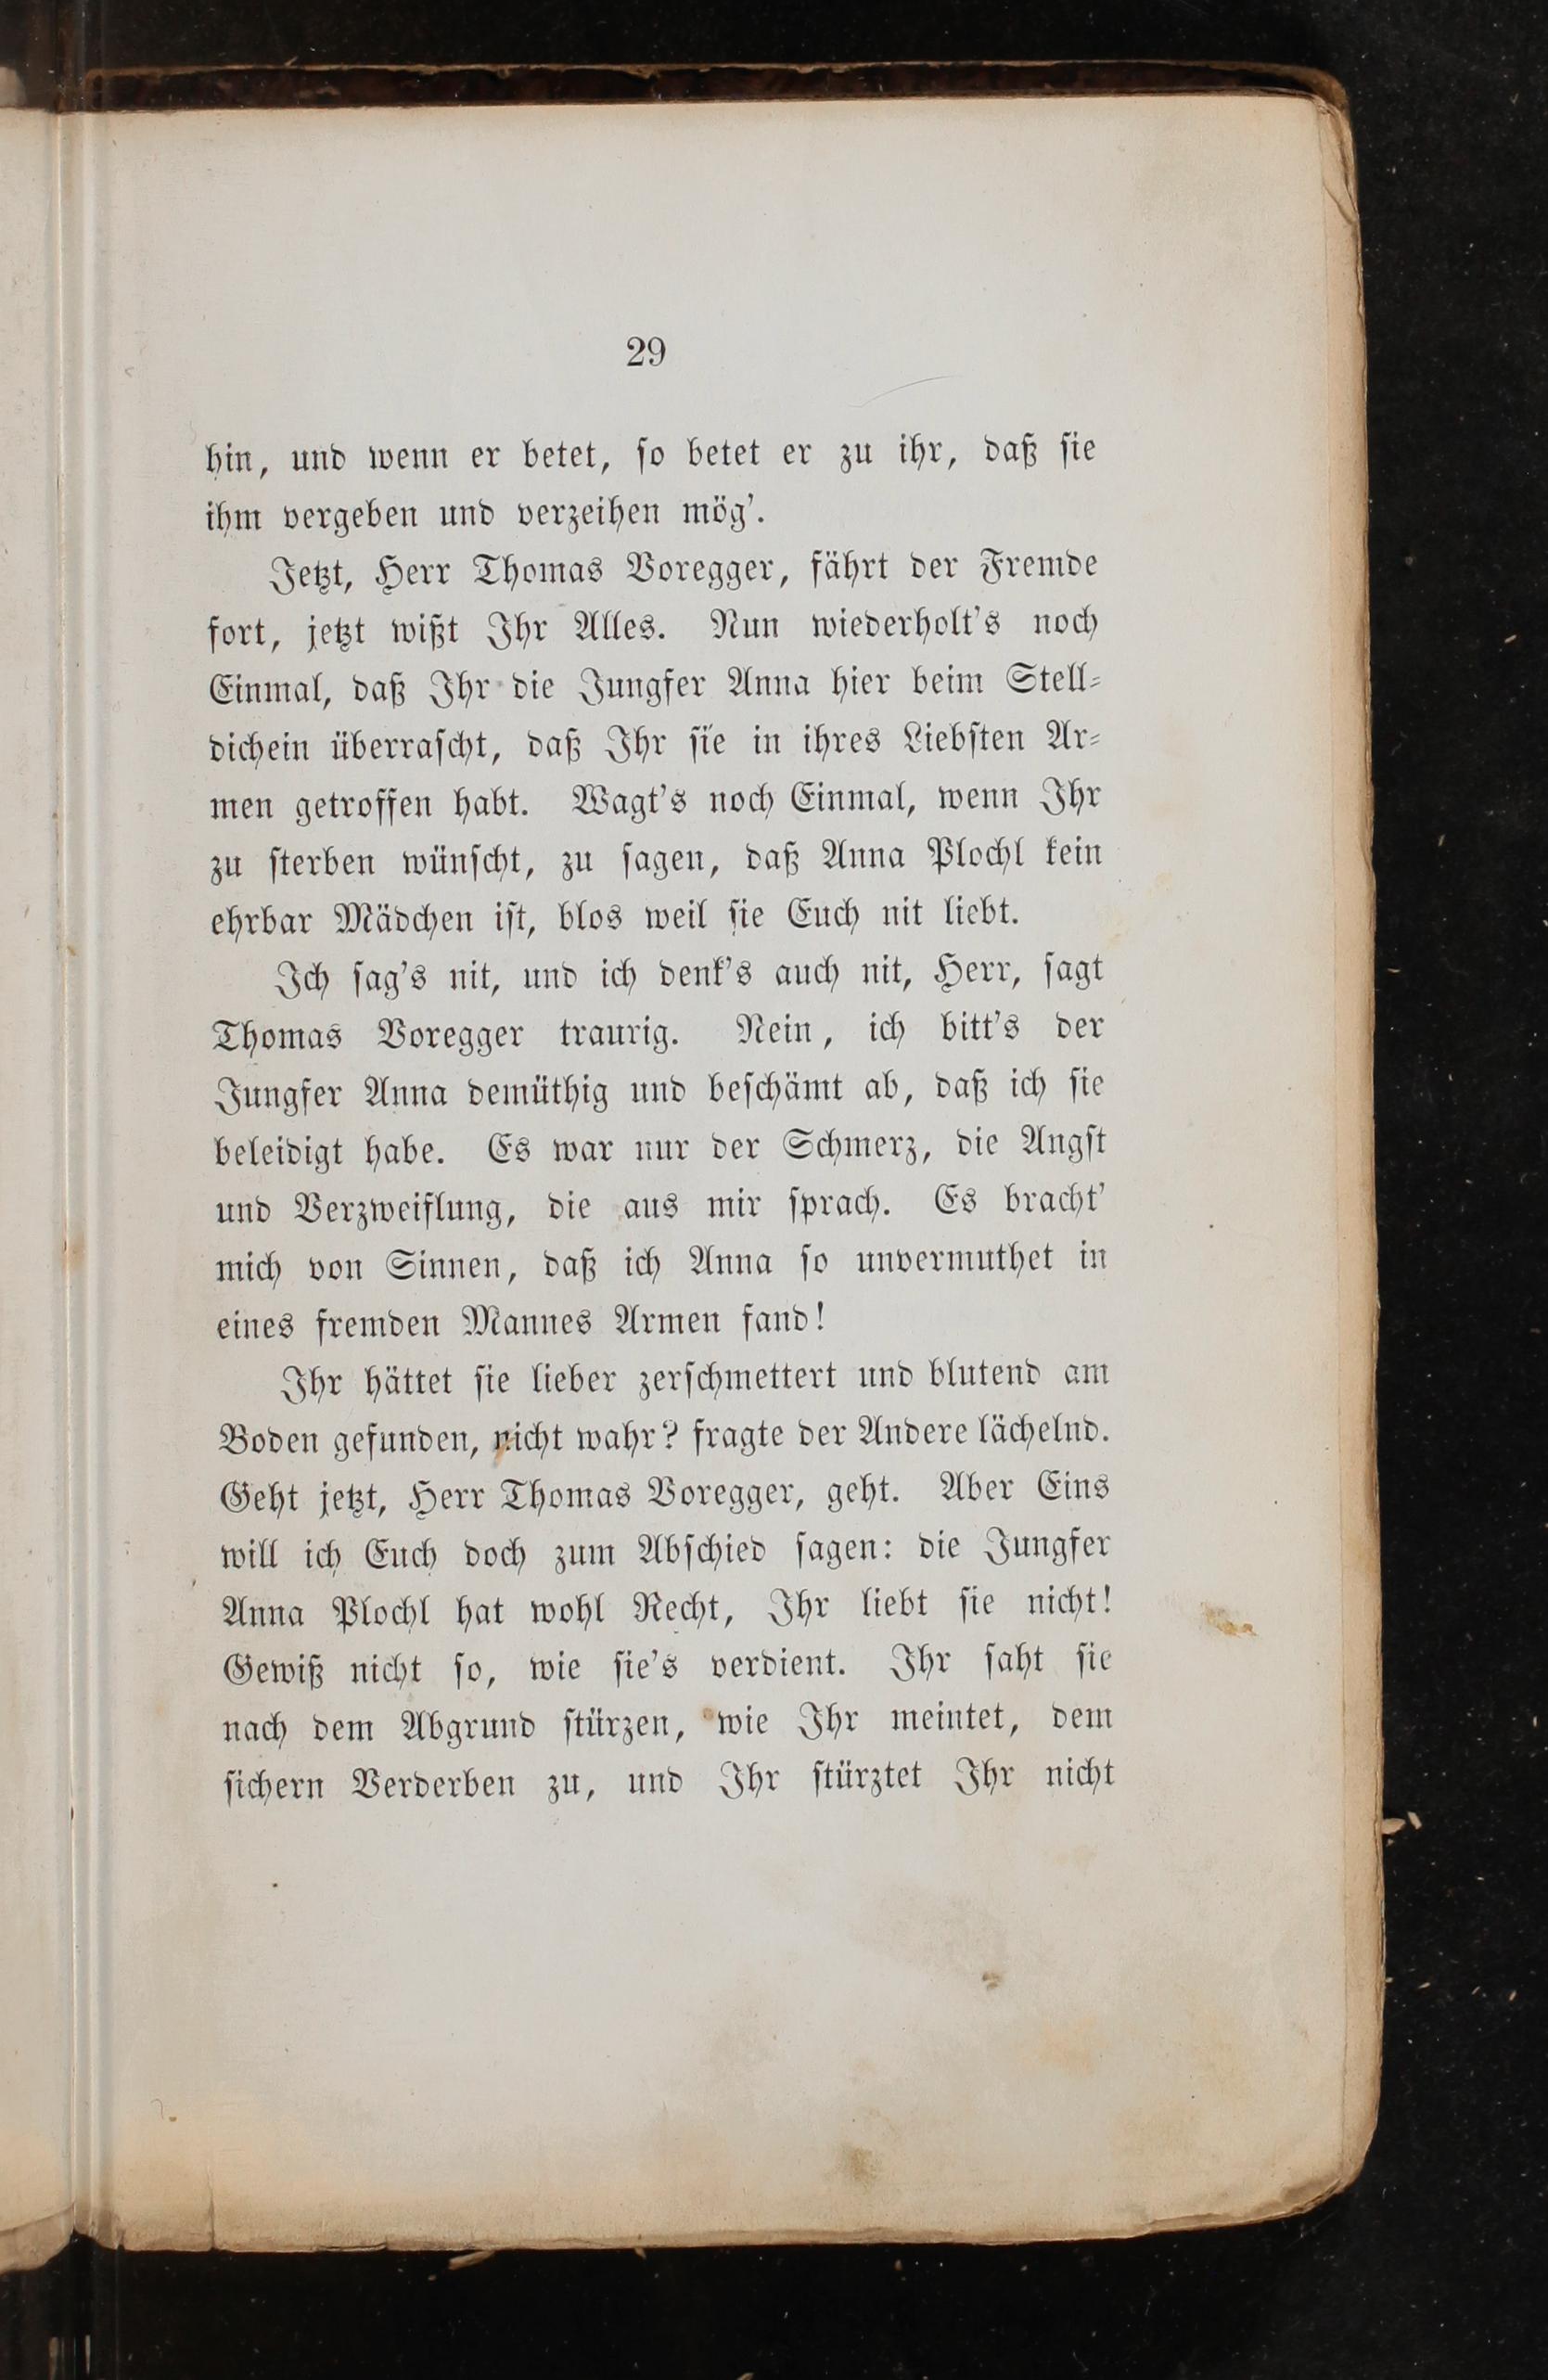 29
hin, und wenn er betet, so betet er zu ihr, daß sie
ihm vergeben und verzeihen mög'.
Jetzt, Herr Thomas Voregger, fährt der Fremde
fort, jetzt wißt Ihr Alles. Nun wiederholt's noch
Einmal, daß Ihr die Jungfer Anna hier beim Stell-
dichein überrascht, daß Ihr sie in ihres Liebsten Ar-
men getroffen habt. Wagt's noch Einmal, wenn Ihr
zu sterben wünscht, zu sagen, daß Anna Plochl kein
ehrbar Mädchen ist, blos weil sie Euch nit liebt.
Ich sag's nit, und ich denk's auch nit, Herr, sagt
Thomas Voregger traurig. Nein, ich bitt's der
Jungfer Anna demüthig und beschämt ab, daß ich sie
beleidigt habe. Es war nur der Schmerz, die Angst
und Verzweiflung, die aus mir sprach. Es bracht'
mich von Sinnen, daß ich Anna so unvermuthet in
eines fremden Mannes Armen fand!
Ihr hättet sie lieber zerschmettert und blutend am
Boden gefunden, nicht wahr? fragte der Andere lächelnd.
Geht jetzt, Herr Thomas Voregger, geht. Aber Eins
will ich Euch doch zum Abschied sagen: die Jungfer
Anna Plochl hat wohl Recht, Ihr liebt sie nicht!
Gewiß nicht so, wie sie's verdient. Ihr saht sie
nach dem Abgrund stürzen, wie Ihr meintet, dem
sichern Verderben zu, und Ihr stürztet Ihr nicht